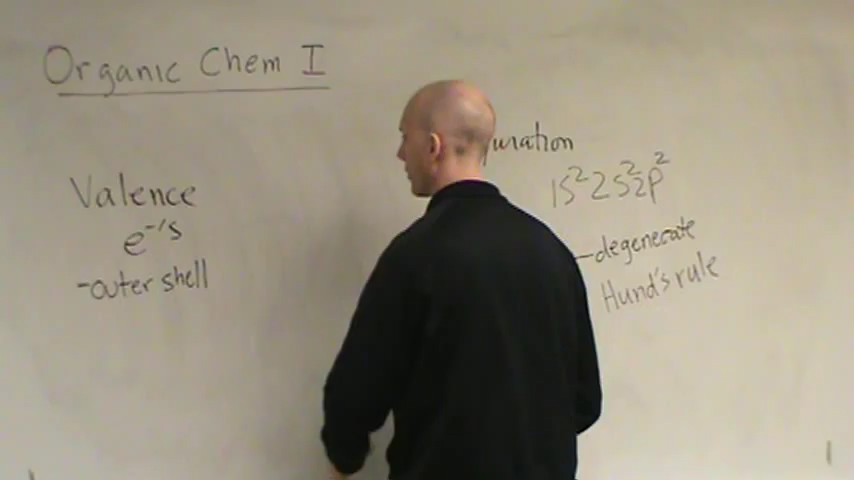 Organic Chem I
Valence
e⁻'s
-outer shell
uration
1S²2S²2p²
-degenerate
Hund's rule